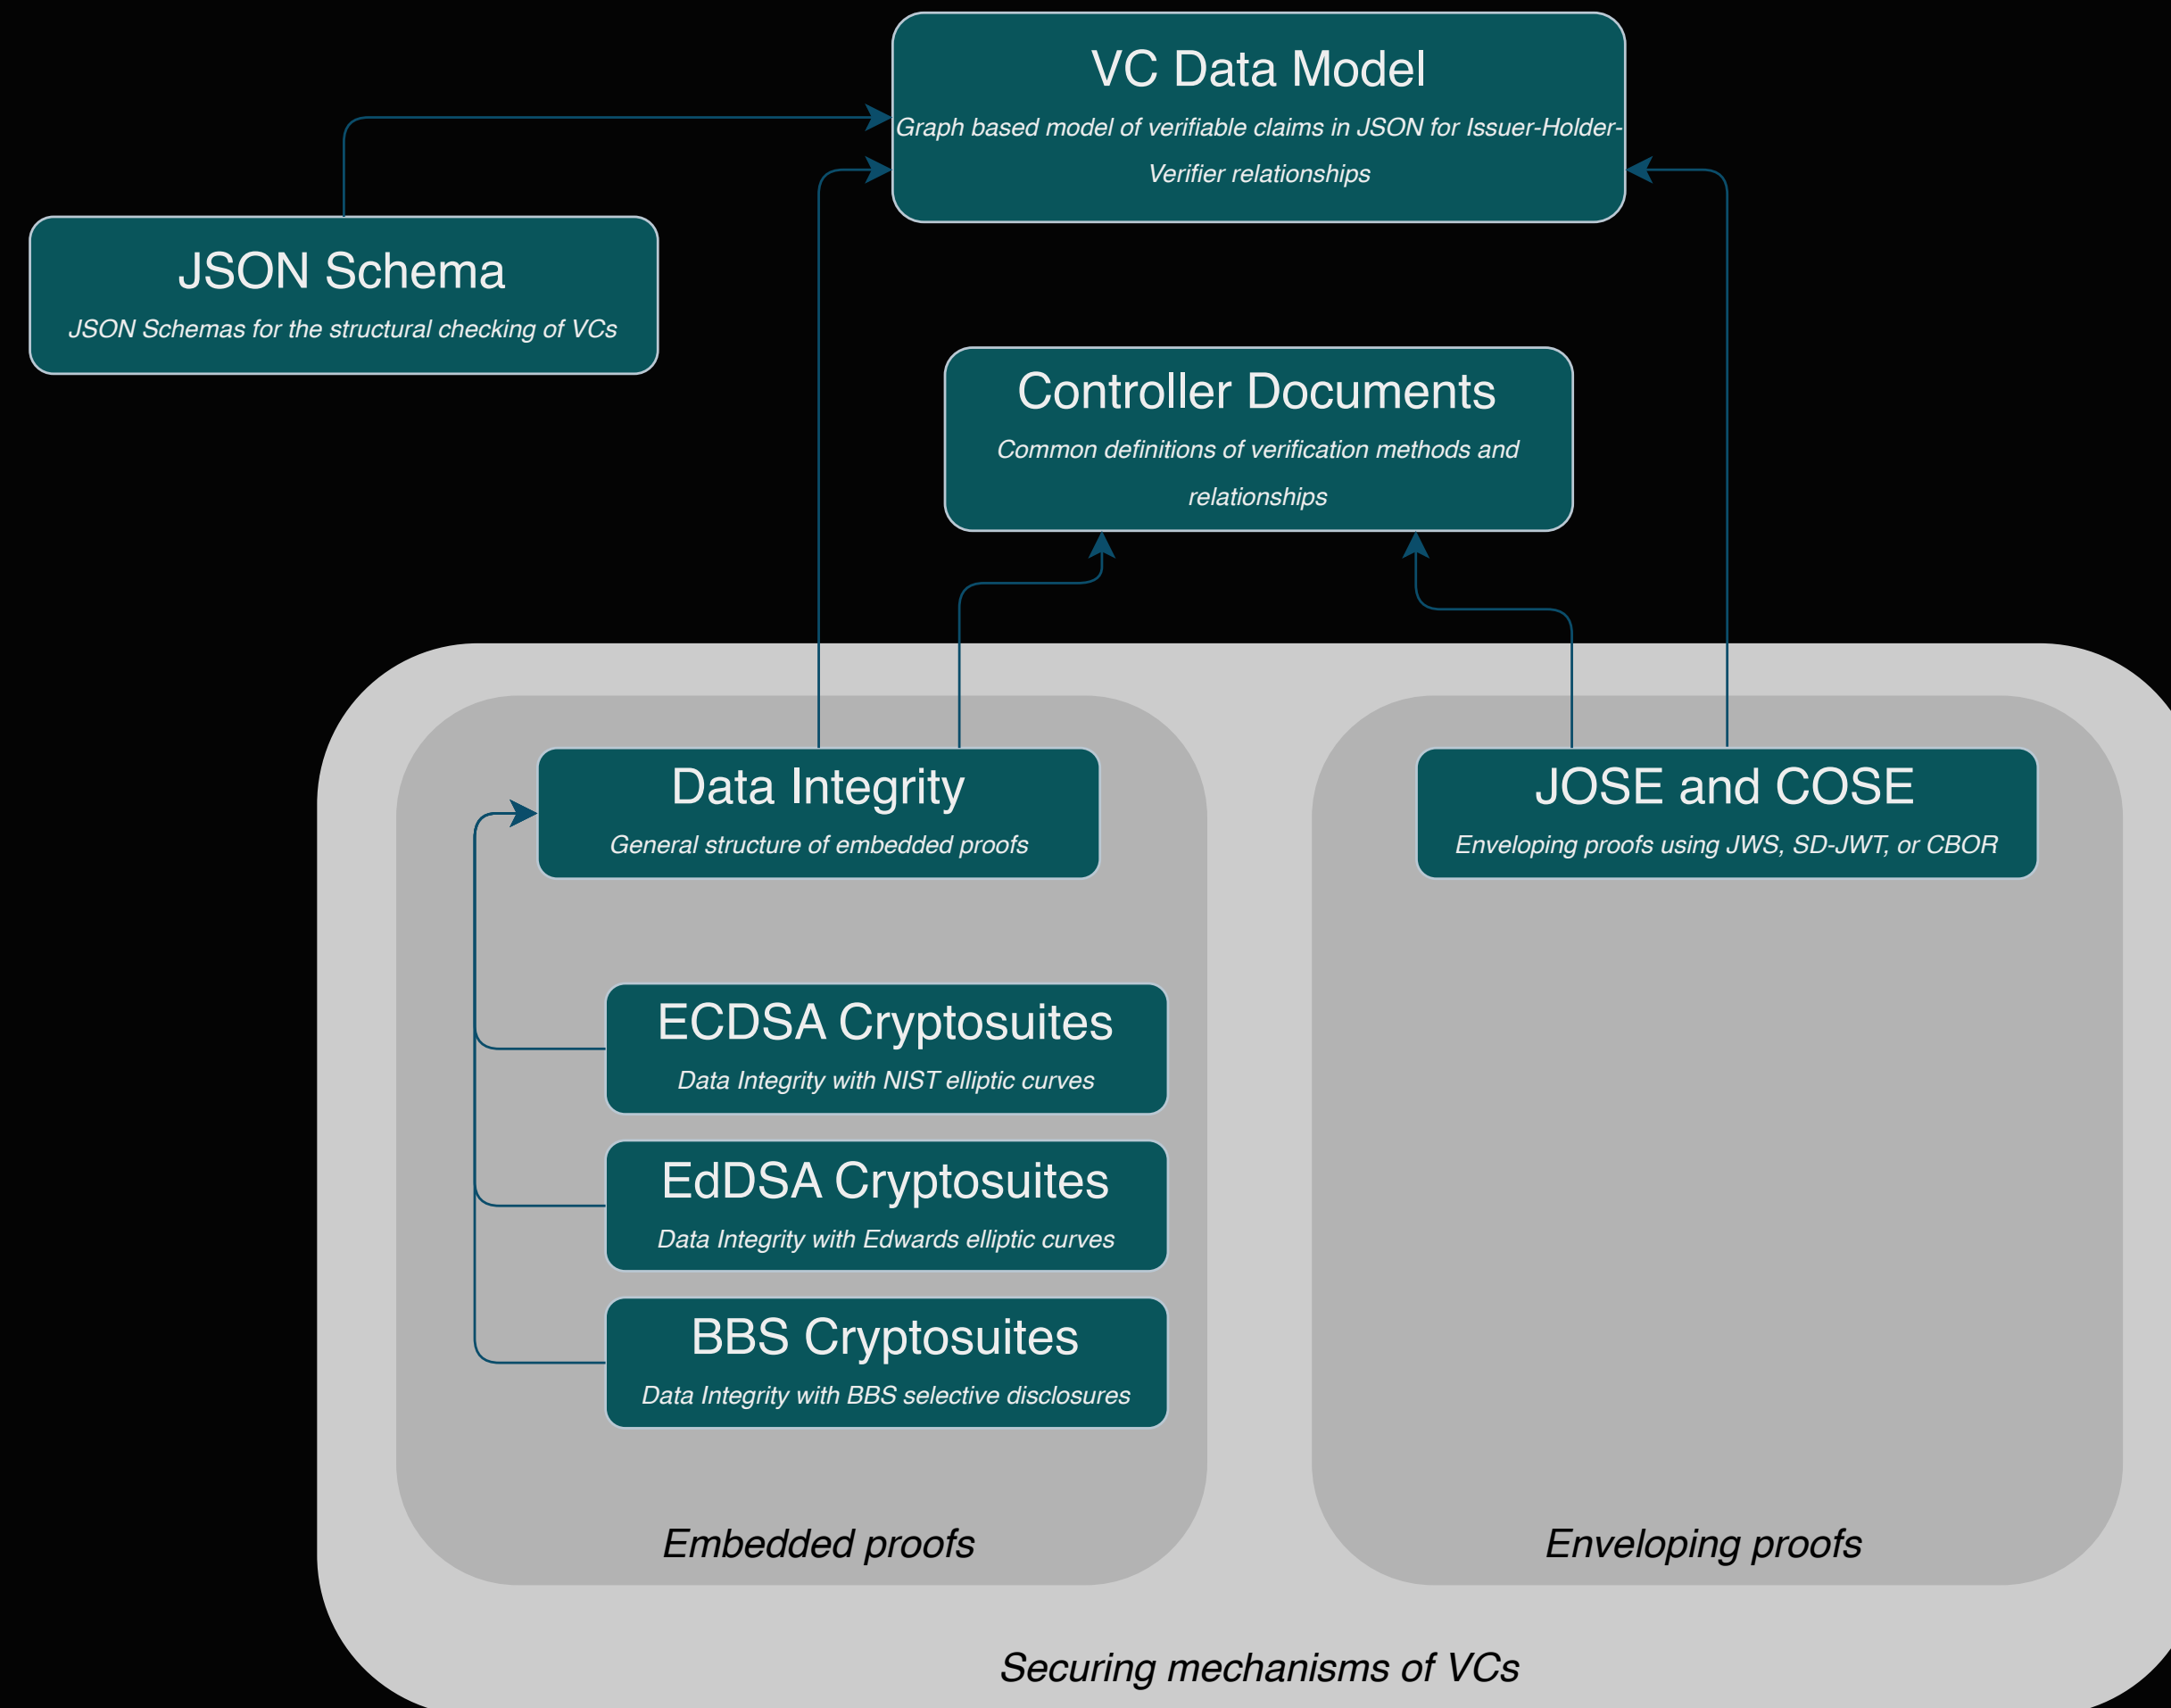 VC Data Model
Graph based model of verifiable claims in JSON for Issuer-Holder-
Verifier relationships
JSON Schema
JSON Schemas for the structural checking of VCs
Controller Documents
Common definitions of verification methods and
relationships
Data Integrity
General structure of embedded proofs
JOSE and COSE
Enveloping proofs using JWS, SD-JWT, or CBOR
ECDSA Cryptosuites
Data Integrity with NIST elliptic curves
EdDSA Cryptosuites
Data Integrity with Edwards elliptic curves
BBS Cryptosuites
Data Integrity with BBS selective disclosures
Embedded proofs
Enveloping proofs
Securing mechanisms of VCs